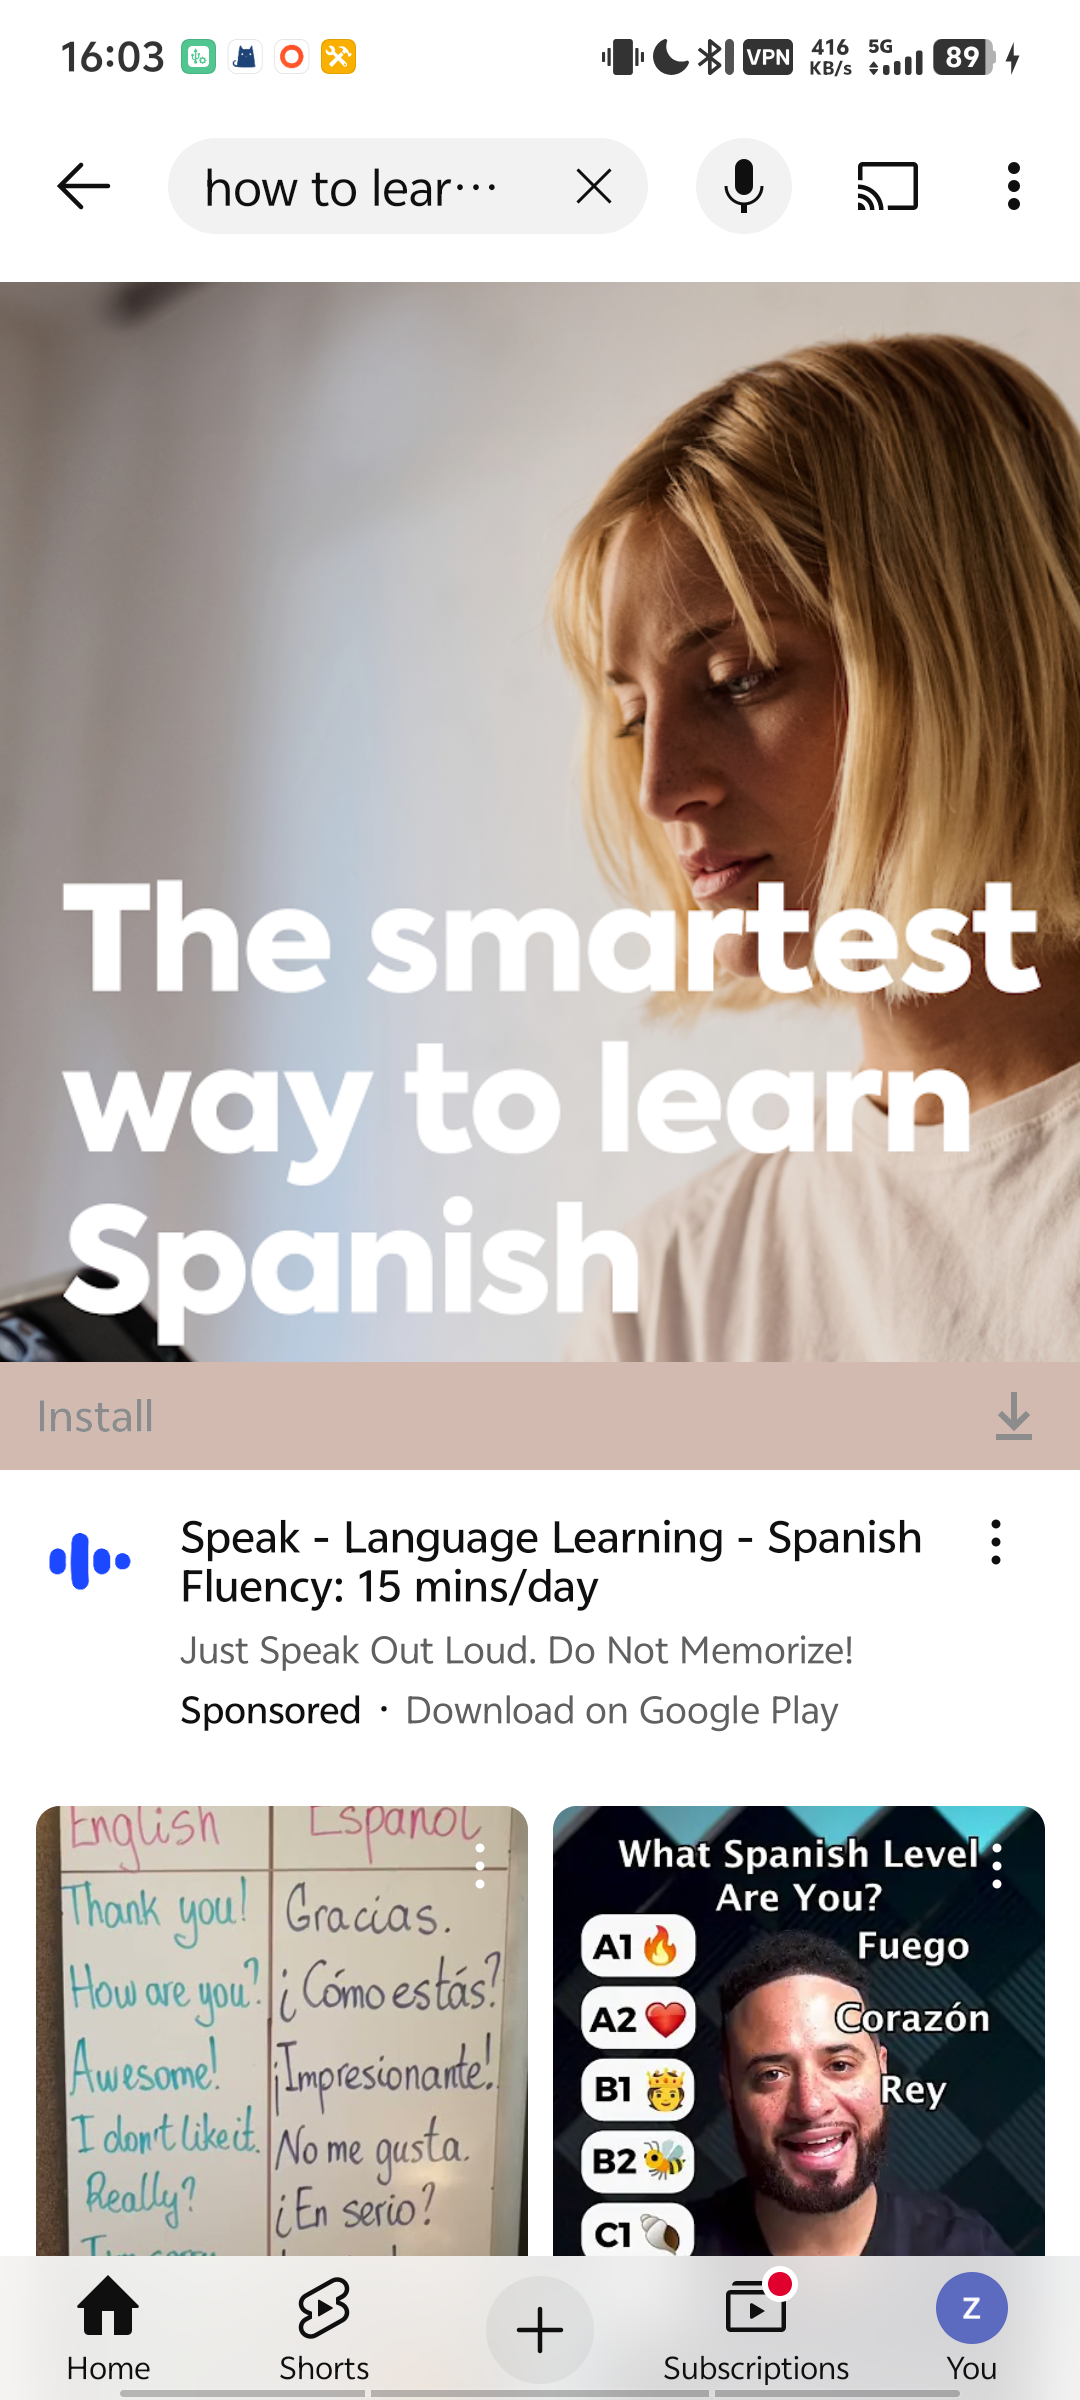 16:03
VPN
416
KB/s
5G
89
how to lear···
The smartest
way to learn
Spanish
Install
Speak - Language Learning - Spanish
Fluency: 15 mins/day
Just Speak Out Loud. Do Not Memorize!
Sponsored · Download on Google Play
English Espanol
Thank you! Gracias.
How are you? ¿Cómo estás?
Awesome! ¡Impresionante!
I don't like it. No me gusta.
Really? ¿En serio?
What Spanish Level
Are You?
A1 Fuego
A2 Corazón
B1 Rey
B2
C1
Home
Shorts
Subscriptions
Z
You